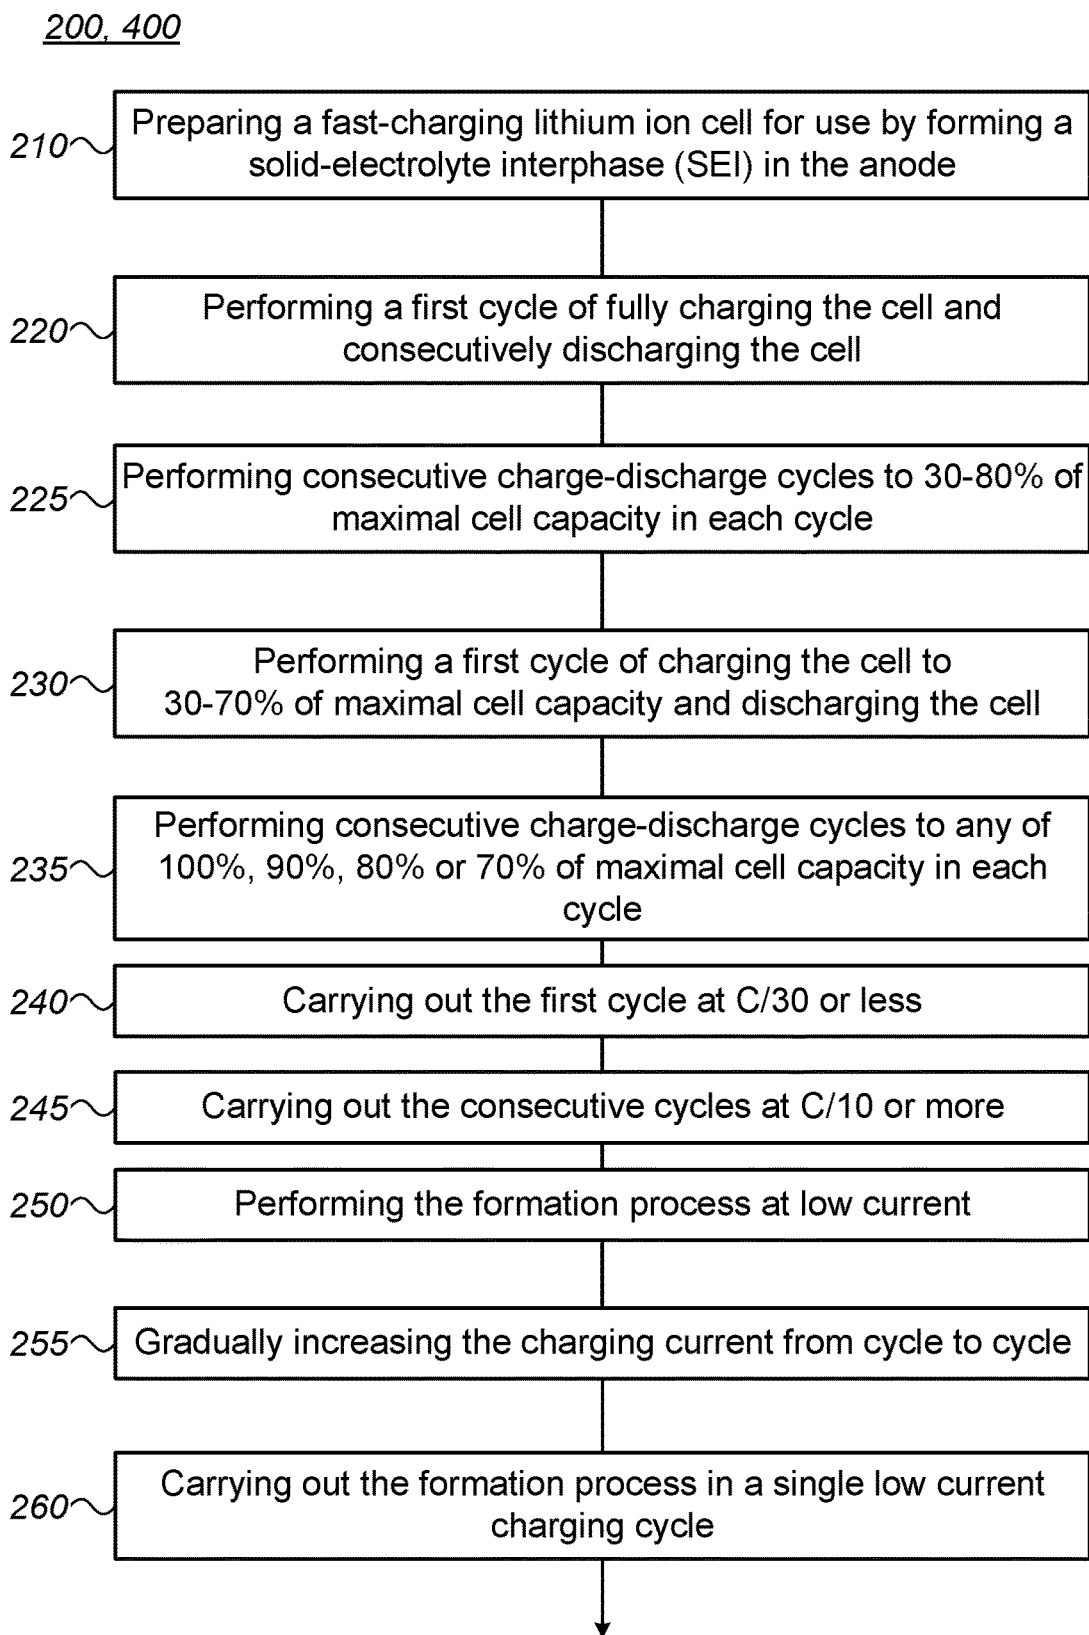 200, 400
210
Preparing a fast-charging lithium ion cell for use by forming a
solid-electrolyte interphase (SEI) in the anode
220
Performing a first cycle of fully charging the cell and
consecutively discharging the cell
225
Performing consecutive charge-discharge cycles to 30-80% of
maximal cell capacity in each cycle
230
Performing a first cycle of charging the cell to
30-70% of maximal cell capacity and discharging the cell
235
Performing consecutive charge-discharge cycles to any of
100%, 90%, 80% or 70% of maximal cell capacity in each
cycle
240
Carrying out the first cycle at C/30 or less
245
Carrying out the consecutive cycles at C/10 or more
250
Performing the formation process at low current
255
Gradually increasing the charging current from cycle to cycle
260
Carrying out the formation process in a single low current
charging cycle